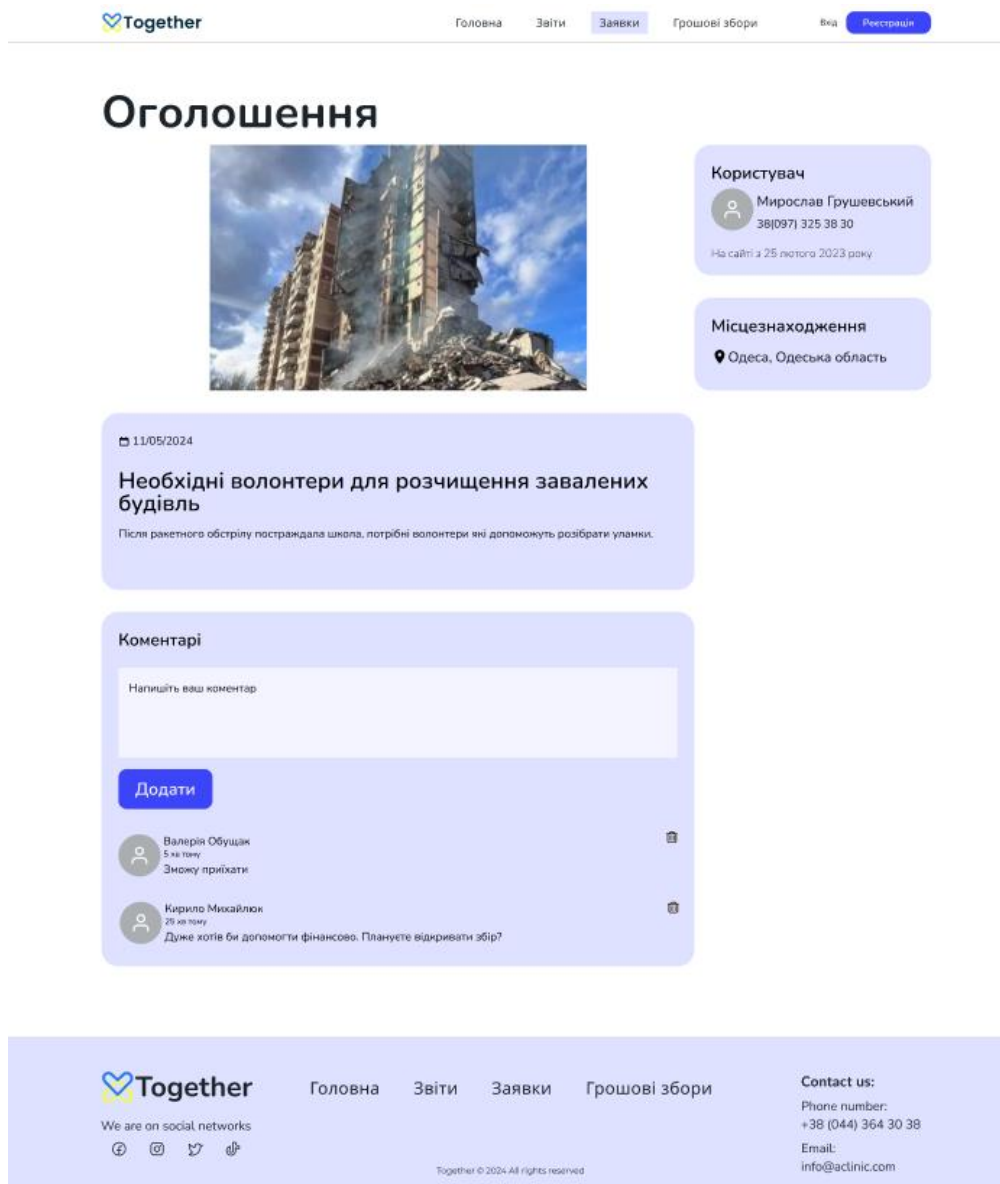 Together
Головна Звіти Заявки Грошові збори Вхід Реєстрація
Оголошення
Користувач
Мирослав Грушевський
38(097) 325 38 30
На сайті з 25 лютого 2023 року
Місцезнаходження
Одеса, Одеська область
11/05/2024
Необхідні волонтери для розчищення завалених
будівль
Після ракетного обстрілу постраждала школа, потрібні волонтери які допоможуть розібрати уламки.
Коментарі
Напишіть ваш коментар
Додати
Валерія Обущак
5 хв тому
Зможу приїхати
Кирило Михайлюк
25 хв тому
Дуже хотів би допомогти фінансово. Плануєте відкривати збір?
Together
Головна Звіти Заявки Грошові збори
We are on social networks
Contact us:
Phone number:
+38 (044) 364 30 38
Email:
info@aclinic.com
Together © 2024 All rights reserved